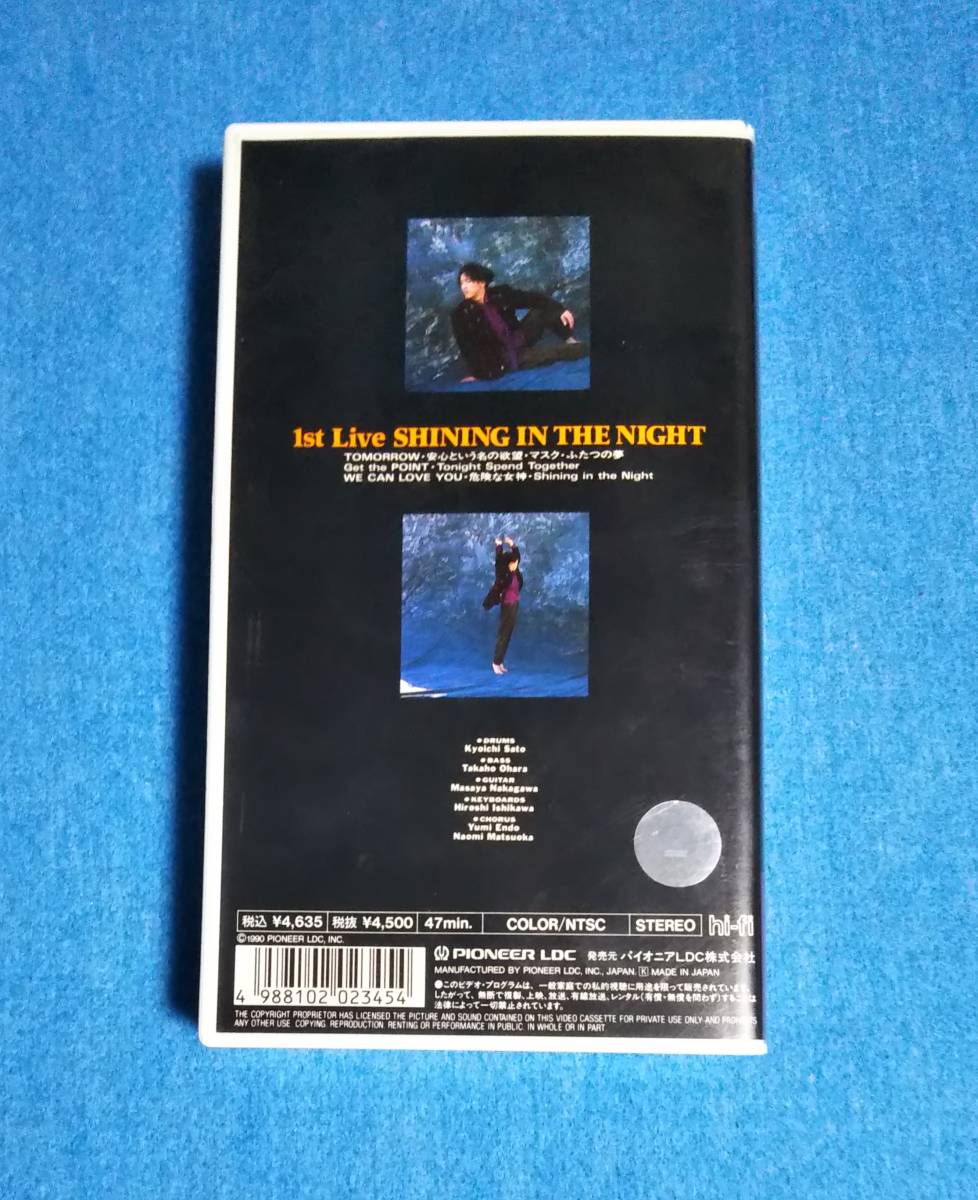 1st Live SHINING IN THE NIGHT
TOMORROW・安心という名の欲望・マスク・ふたつの夢
Get the POINT・Tonight Spend Together
WE CAN LOVE YOU・危険な女神・Shining in the Night
●DRUMS
Kyoichi Sato
●BASS
Takaho Ohara
●GUITAR
Masaya Nakagawa
●KEYBOARDS
Hiroshi Ishikawa
●CHORUS
Yumi Endo
Naomi Matsuoka
税込 ¥4,635 税抜 ¥4,500 47min. COLOR/NTSC STEREO hi-fi
©1990 PIONEER LDC, INC.
PIONEER LDC 発売元 パイオニアLDC株式会社
MANUFACTURED BY PIONEER LDC, INC., JAPAN. K MADE IN JAPAN
●このビデオ・プログラムは、一般家庭での私的視聴に用途を限って販売されています。
したがって、無断で複製、上映、放送、有線放送、レンタル(有償・無償を問わず)することは
法律によって一切禁止されています。
4 988102 023454
THE COPYRIGHT PROPRIETOR HAS LICENSED THE PICTURE AND SOUND CONTAINED ON THIS VIDEO CASSETTE FOR PRIVATE USE ONLY AND PROHIBITS
ANY OTHER USE. COPYING. REPRODUCTION. RENTING OR PERFORMANCE IN PUBLIC. IN WHOLE OR IN PART